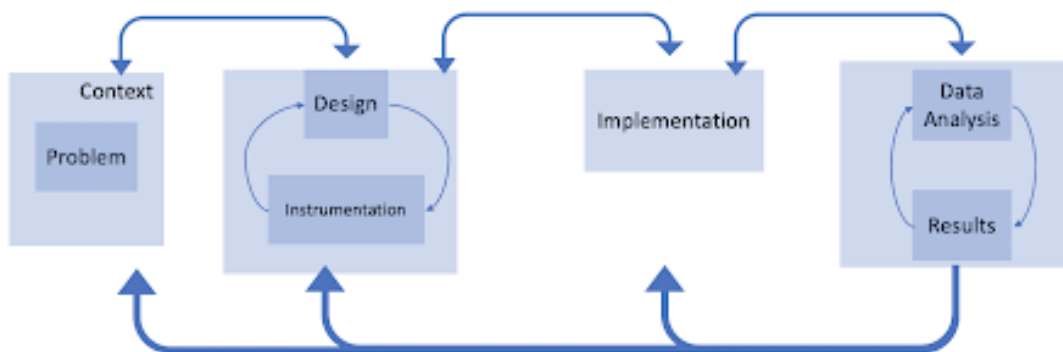 Context
Problem
Design
Instrumentation
Implementation
Data
Analysis
Results